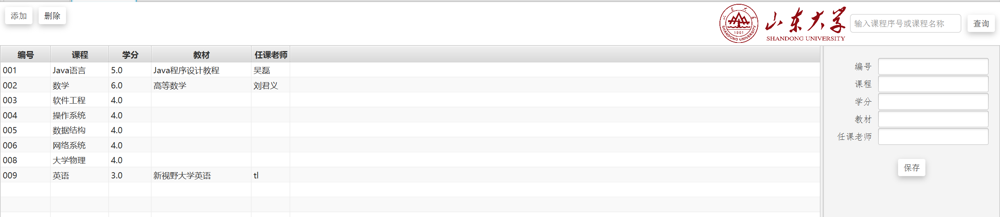 添加 删除
山东大学
SHANDONG UNIVERSITY
1901
SHANDONG UNIVERSITY
输入课程序号或课程名称 查询
编号 课程 学分 教材 任课老师
001 Java语言 5.0 Java程序设计教程 吴磊
002 数学 6.0 高等数学 刘君义
003 软件工程 4.0
004 操作系统 4.0
005 数据结构 4.0
006 网络系统 4.0
008 大学物理 4.0
009 英语 3.0 新视野大学英语 tl
编号
课程
学分
教材
任课老师
保存